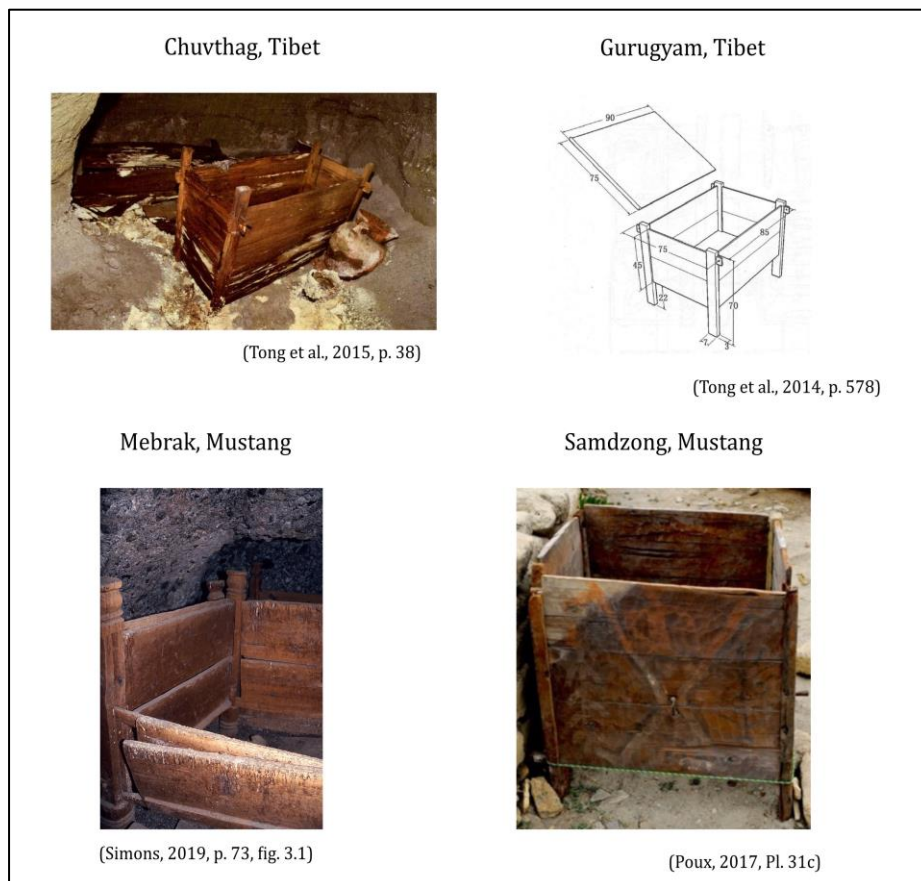 Chuvthag, Tibet
Gurugyam, Tibet
90
75
75
85
45
22
70
7
3
(Tong et al., 2015, p. 38)
(Tong et al., 2014, p. 578)
Mebrak, Mustang
Samdzong, Mustang
(Simons, 2019, p. 73, fig. 3.1)
(Poux, 2017, Pl. 31c)